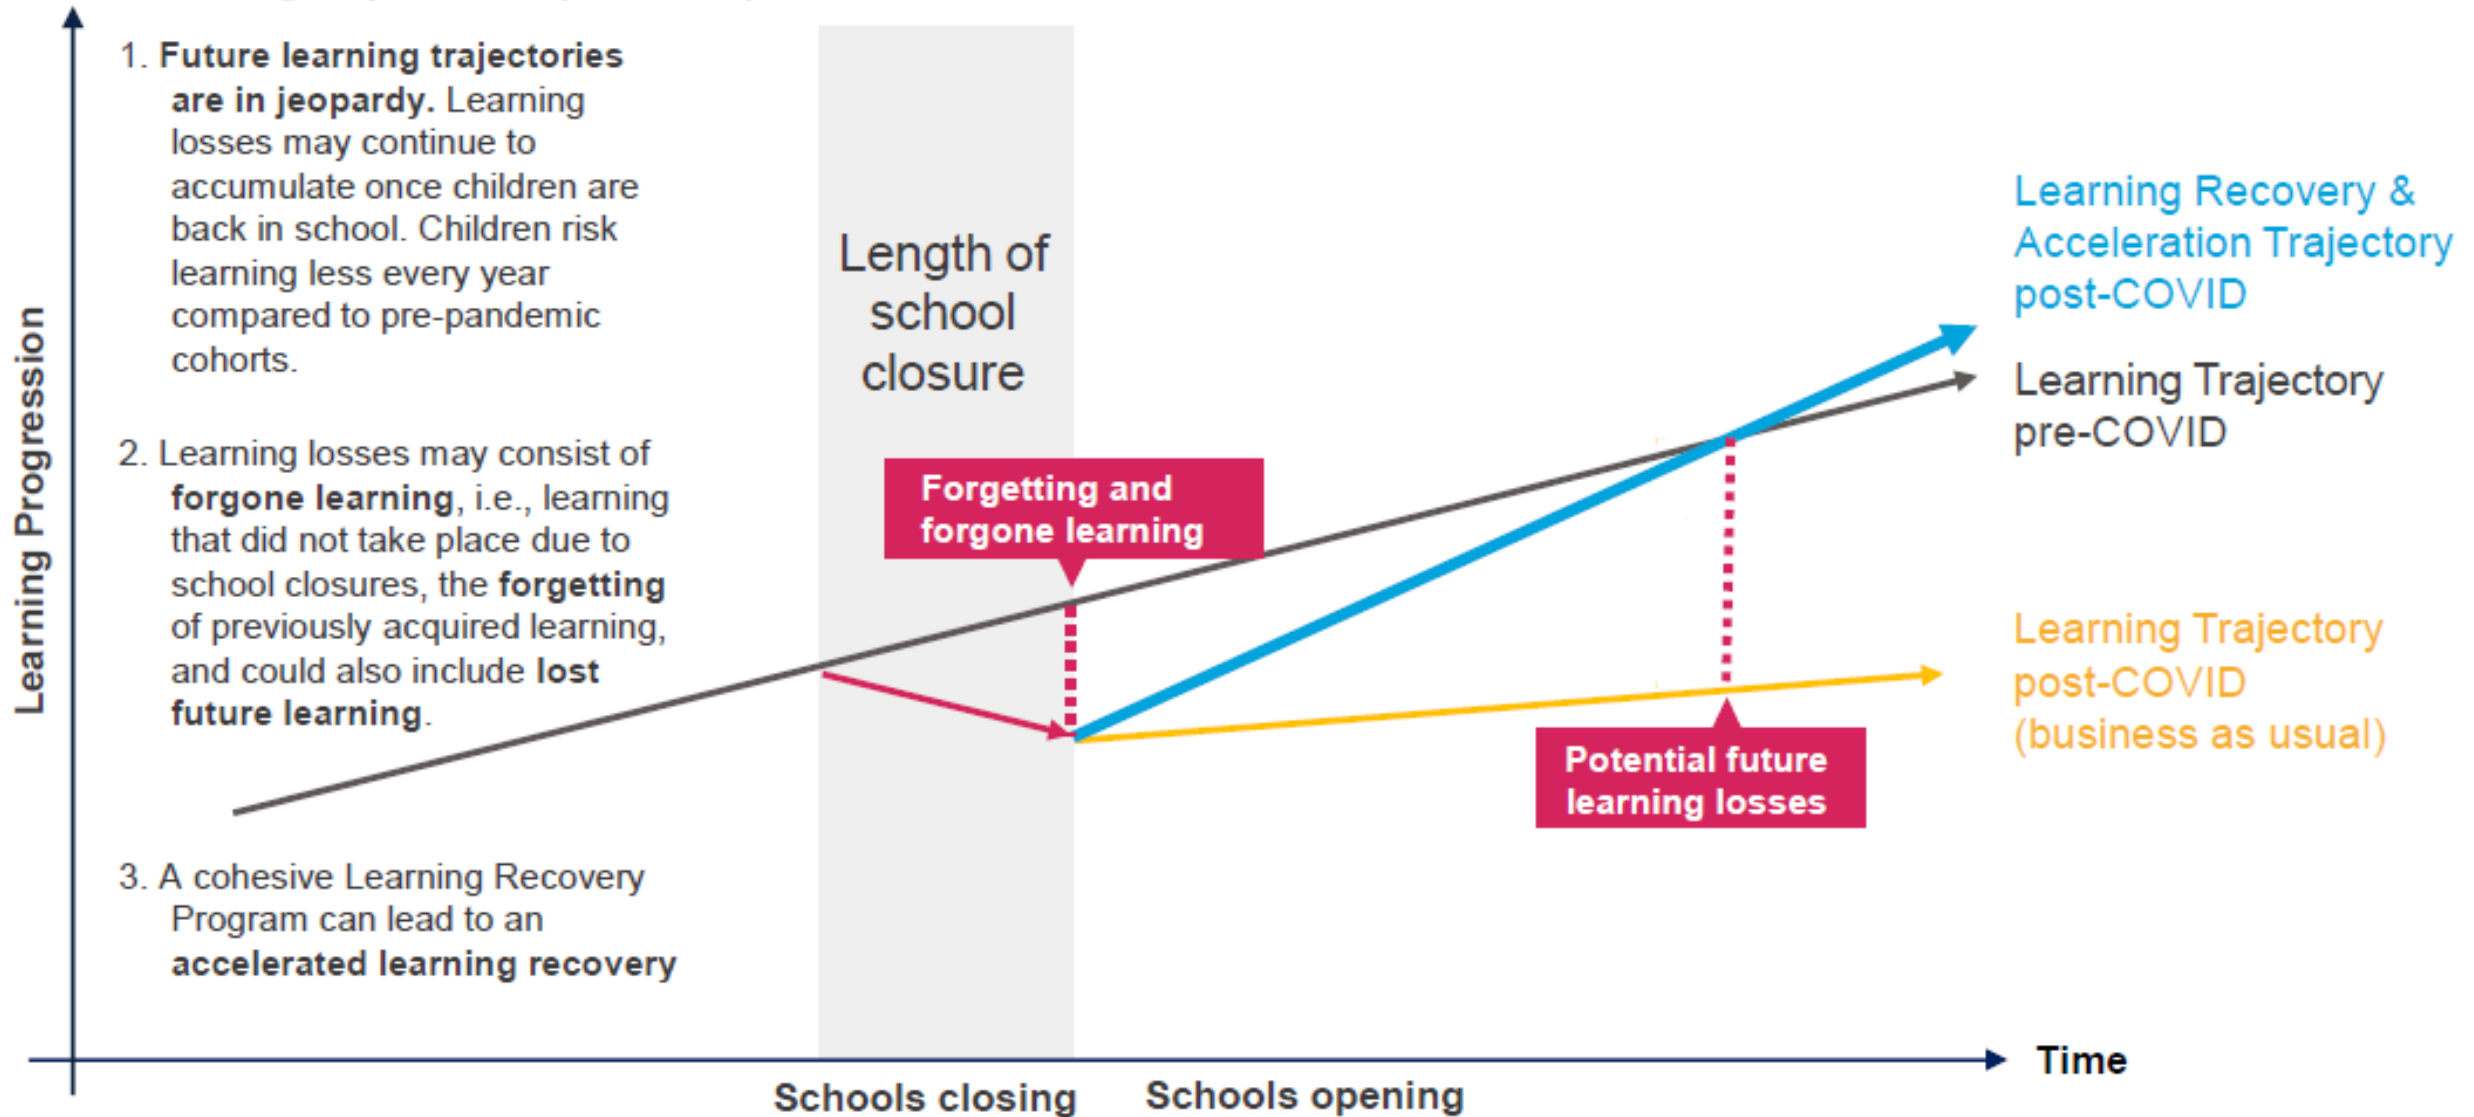 1. Future learning trajectories
are in jeopardy. Learning
losses may continue to
accumulate once children are
back in school. Children risk
learning less every year
compared to pre-pandemic
cohorts.
2. Learning losses may consist of
forgone learning, i.e., learning
that did not take place due to
school closures, the forgetting
of previously acquired learning,
and could also include lost
future learning.
3. A cohesive Learning Recovery
Program can lead to an
accelerated learning recovery
Learning Progression
Length of
school
closure
Forgetting and
forgone learning
Potential future
learning losses
Learning Recovery &
Acceleration Trajectory
post-COVID
Learning Trajectory
pre-COVID
Learning Trajectory
post-COVID
(business as usual)
Time
Schools closing
Schools opening